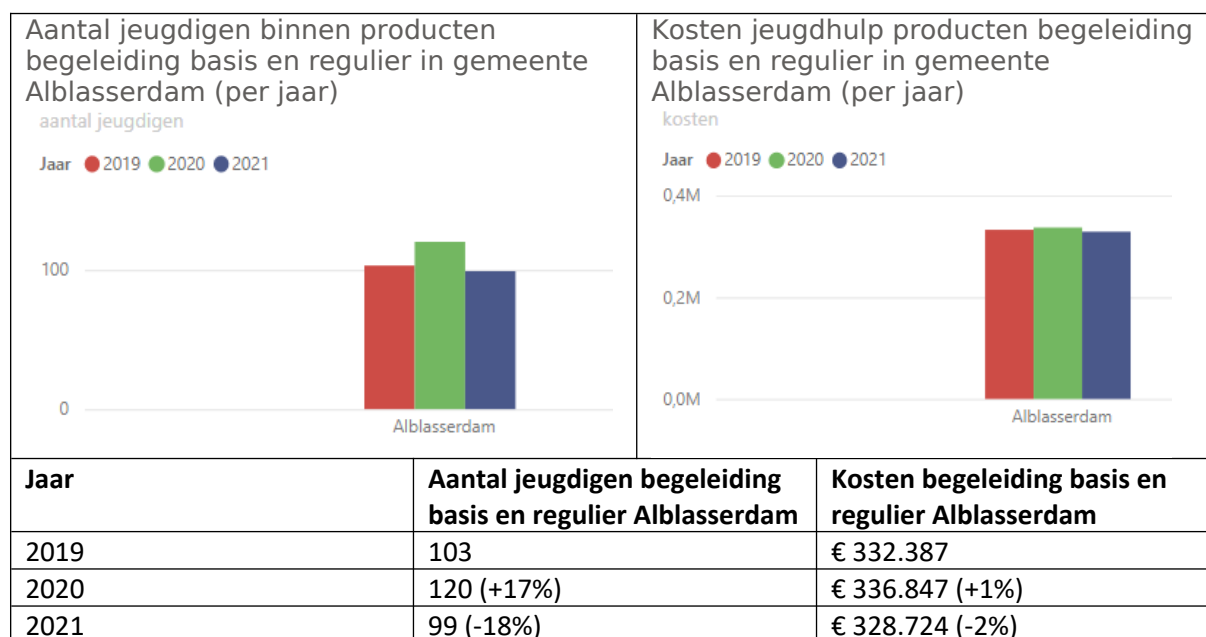 Aantal jeugdigen binnen producten
begeleiding basis en regulier in gemeente
Alblasserdam (per jaar)
aantal jeugdigen
Jaar 2019 2020 2021
100
0
Alblasserdam
Kosten jeugdhulp producten begeleiding
basis en regulier in gemeente
Alblasserdam (per jaar)
kosten
Jaar 2019 2020 2021
0,4M
0,2M
0,0M
Alblasserdam
Jaar Aantal jeugdigen begeleiding basis en regulier Alblasserdam Kosten begeleiding basis en regulier Alblasserdam
2019 103 € 332.387
2020 120 (+17%) € 336.847 (+1%)
2021 99 (-18%) € 328.724 (-2%)